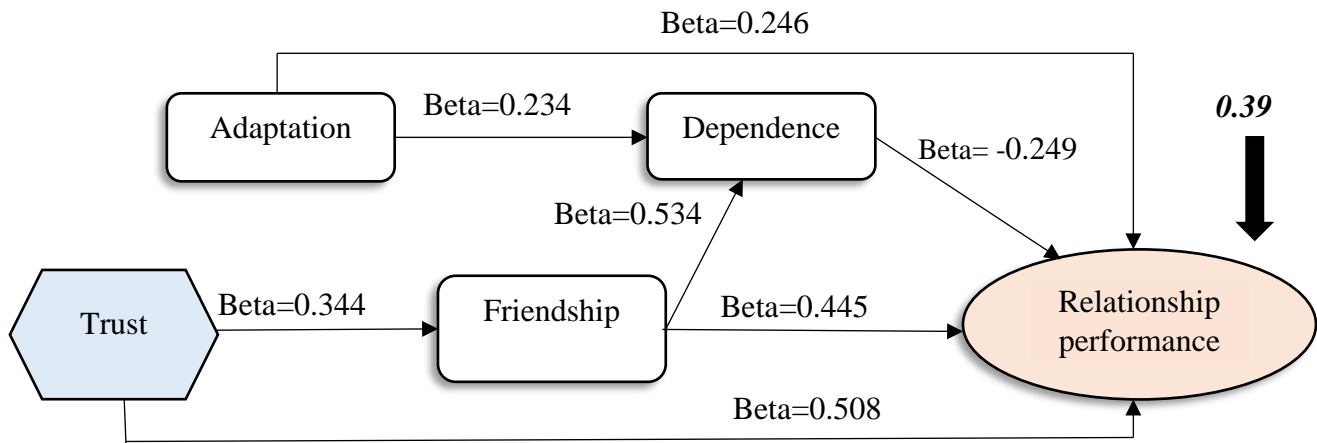 Beta=0.246
Adaptation
Beta=0.234
Dependence
0.39
Beta= -0.249
Beta=0.534
Trust
Beta=0.344
Friendship
Beta=0.445
Relationship
performance
Beta=0.508